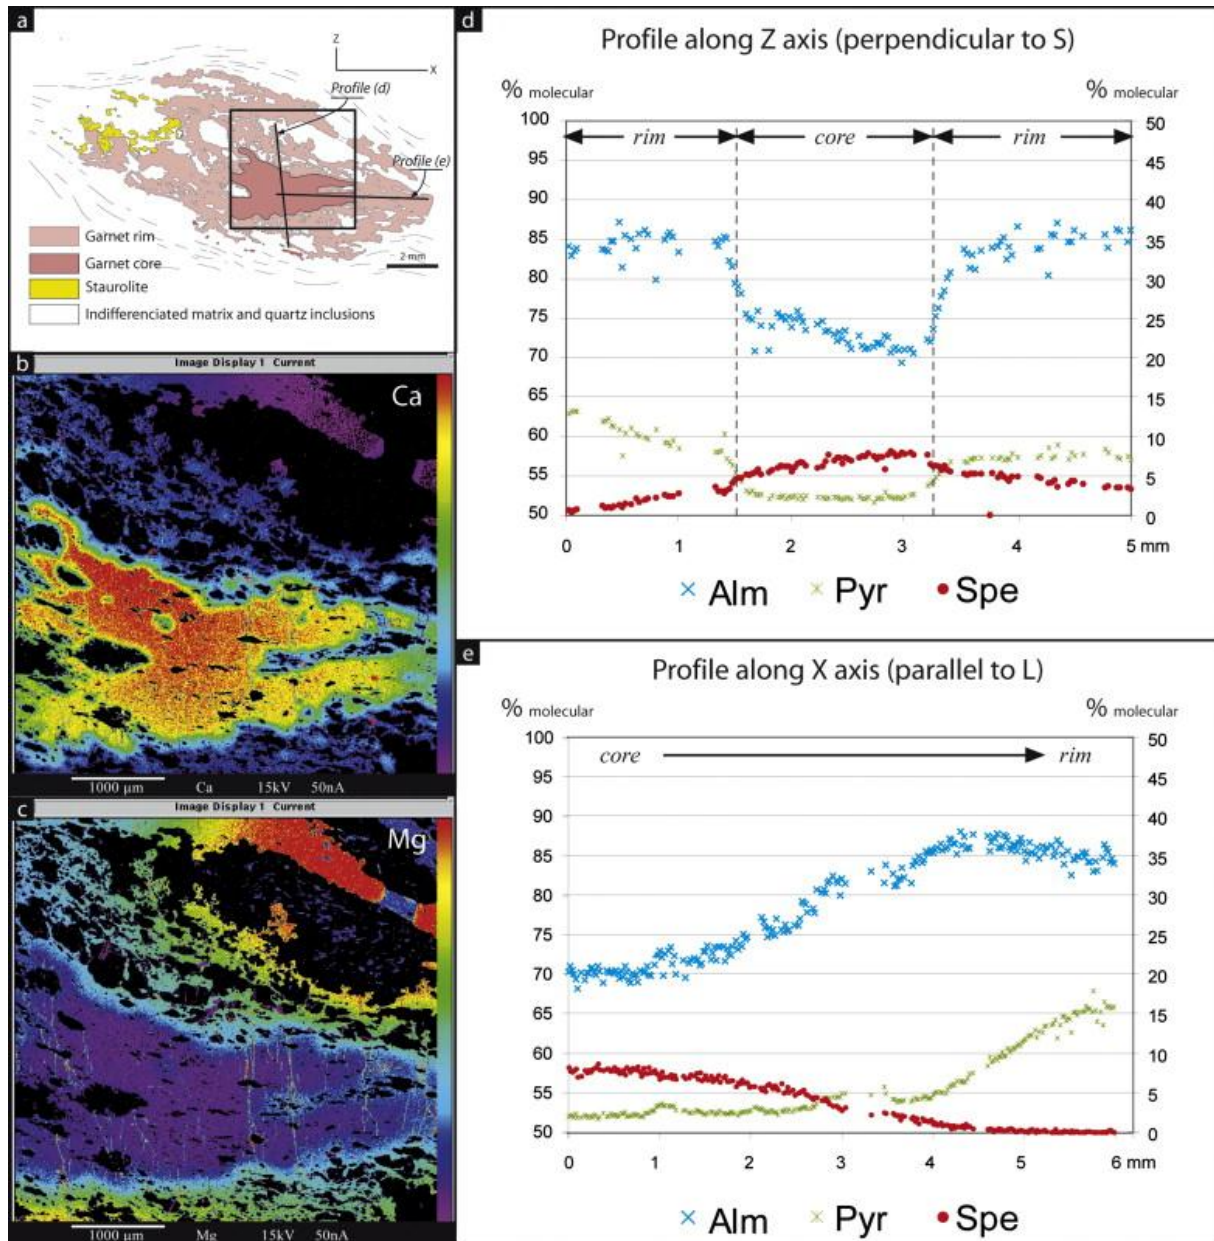 a
Z
X
Profile (d)
Profile (e)
Garnet rim
Garnet core
Staurolite
Indifferenciated matrix and quartz inclusions
2 mm
b
Image Display 1 Current
Ca
1000 µm Ca 15kV 50nA
c
Image Display 1 Current
Mg
1000 µm Mg 15kV 50nA
d
Profile along Z axis (perpendicular to S)
% molecular
% molecular
rim
core
rim
100
95
90
85
80
75
70
65
60
55
50
50
45
40
35
30
25
20
15
10
5
0
0 1 2 3 4 5 mm
Alm Pyr Spe
e
Profile along X axis (parallel to L)
% molecular
% molecular
core
rim
100
95
90
85
80
75
70
65
60
55
50
50
45
40
35
30
25
20
15
10
5
0
0 1 2 3 4 5 6 mm
Alm Pyr Spe